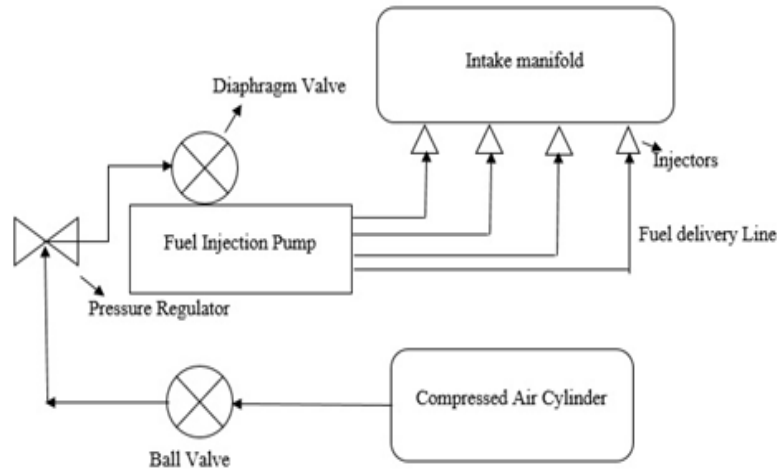 Intake manifold
Diaphragm Valve
Injectors
Fuel Injection Pump
Fuel delivery Line
Pressure Regulator
Compressed Air Cylinder
Ball Valve